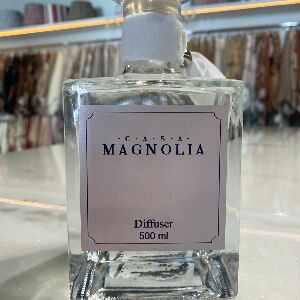 ·C·A·S·A·
MAGNOLIA
Diffuser
500 ml